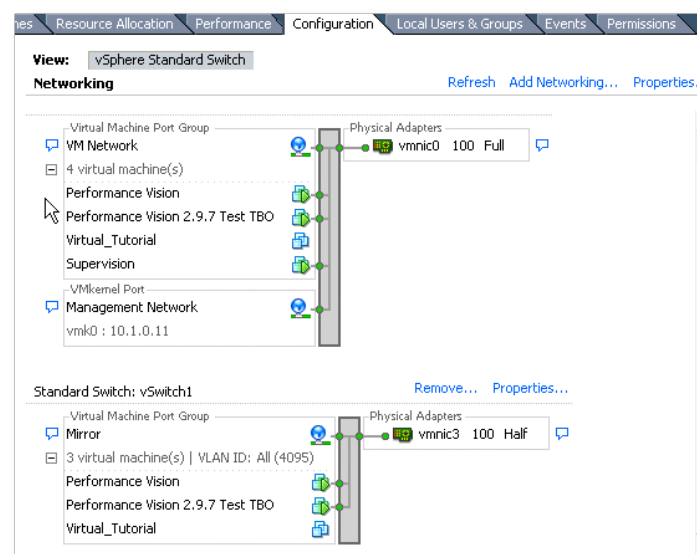 nes Resource Allocation Performance Configuration Local Users & Groups Events Permissions
View: vSphere Standard Switch
Networking Refresh Add Networking... Properties.
Virtual Machine Port Group Physical Adapters
VM Network vmnic0 100 Full
4 virtual machine(s)
Performance Vision
Performance Vision 2.9.7 Test TBO
Virtual_Tutorial
Supervision
VMkernel Port
Management Network
vmk0 : 10.1.0.11
Standard Switch: vSwitch1 Remove... Properties...
Virtual Machine Port Group Physical Adapters
Mirror vmnic3 100 Half
3 virtual machine(s) | VLAN ID: All (4095)
Performance Vision
Performance Vision 2.9.7 Test TBO
Virtual_Tutorial